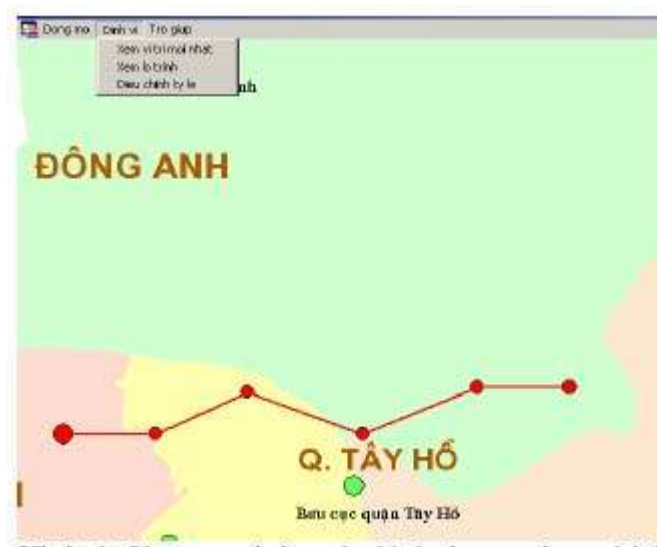 Dong mo Dinh vi Tro giup
Xem vi tri moi nhat
Xem lo trinh
Dieu chinh ty le
nh
ĐÔNG ANH
Q. TÂY HỒ
Bưu cục quận Tây Hồ